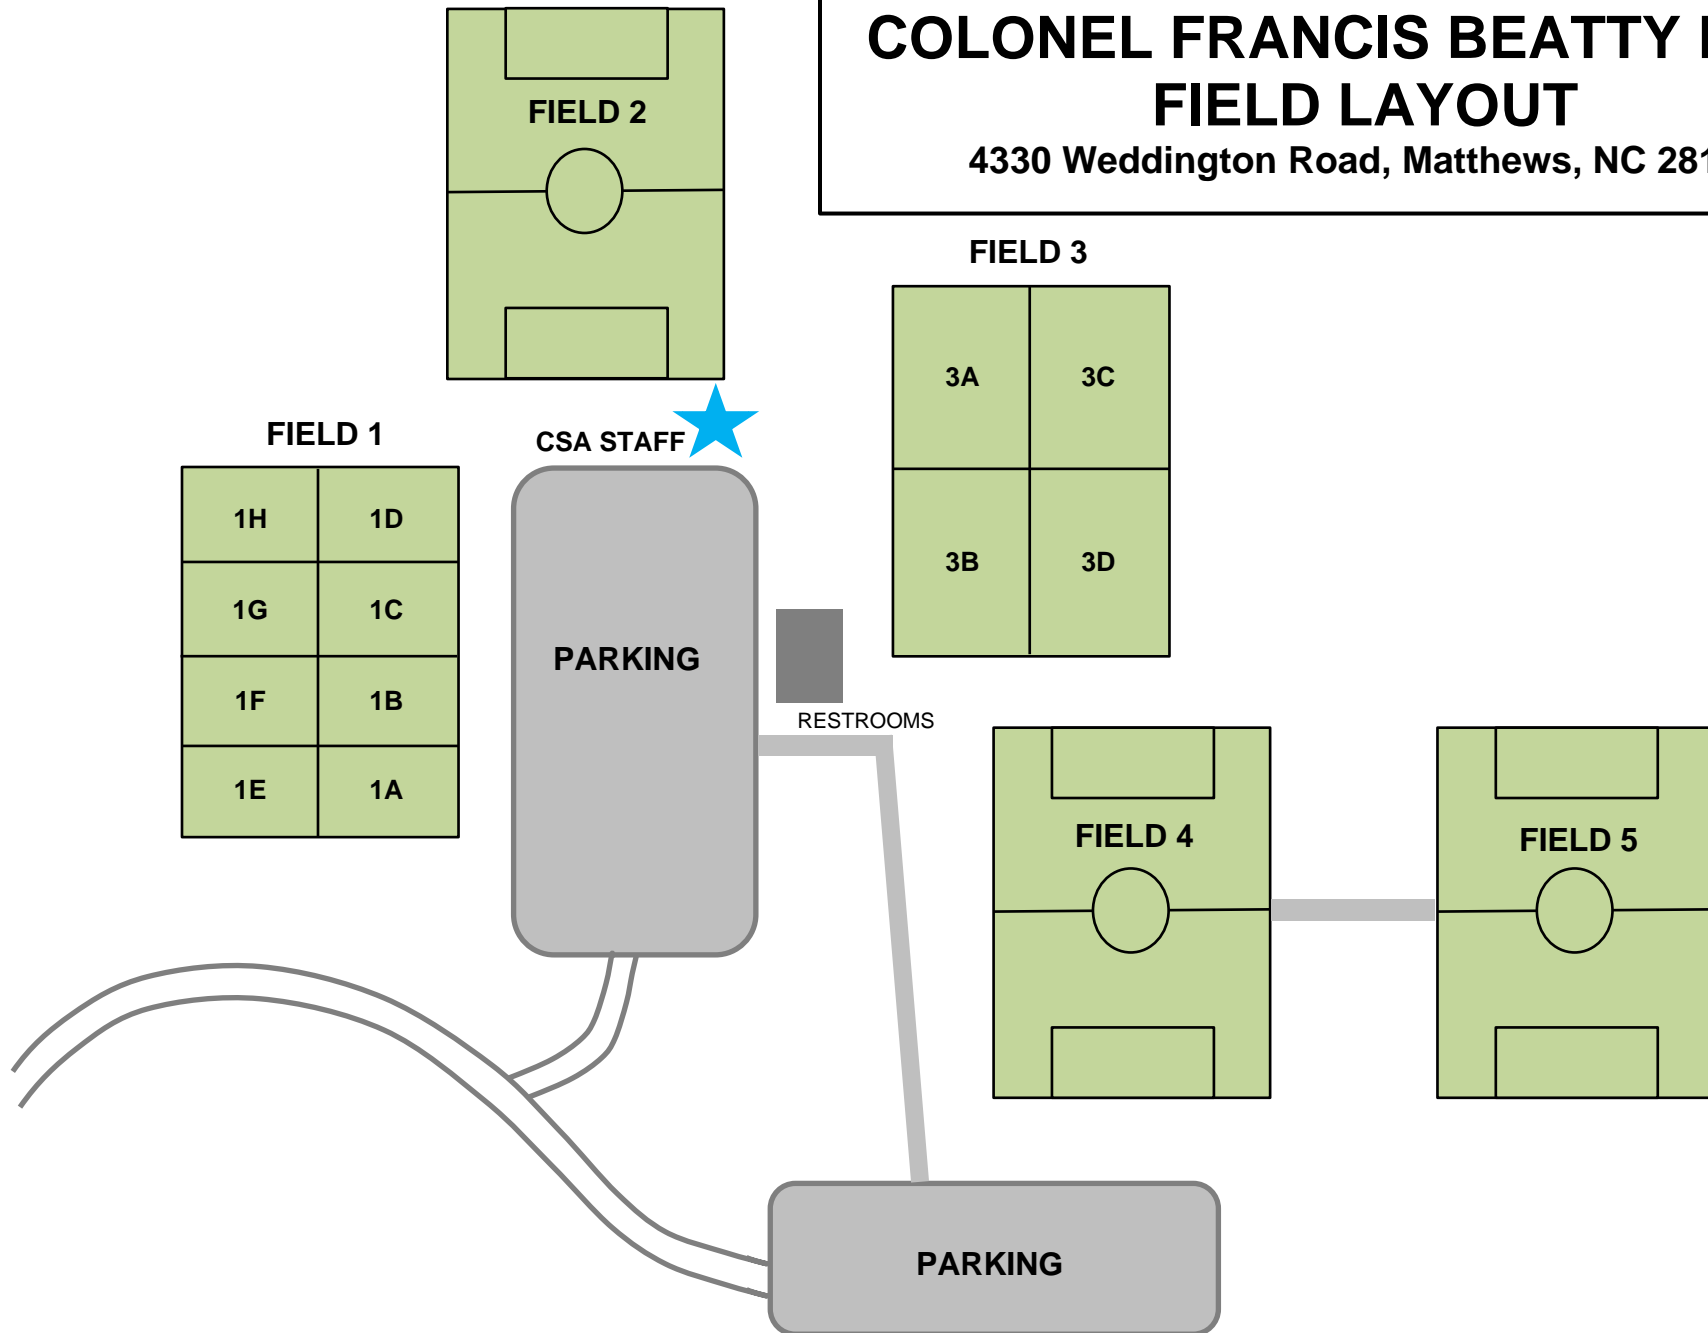 COLONEL FRANCIS BEATTY
FIELD LAYOUT
4330 Weddington Road, Matthews, NC 281
FIELD 2
FIELD 3
3A 3C
3B 3D
FIELD 1
CSA STAFF
1H 1D
1G 1C
1F 1B
1E 1A
PARKING
RESTROOMS
FIELD 4
FIELD 5
PARKING